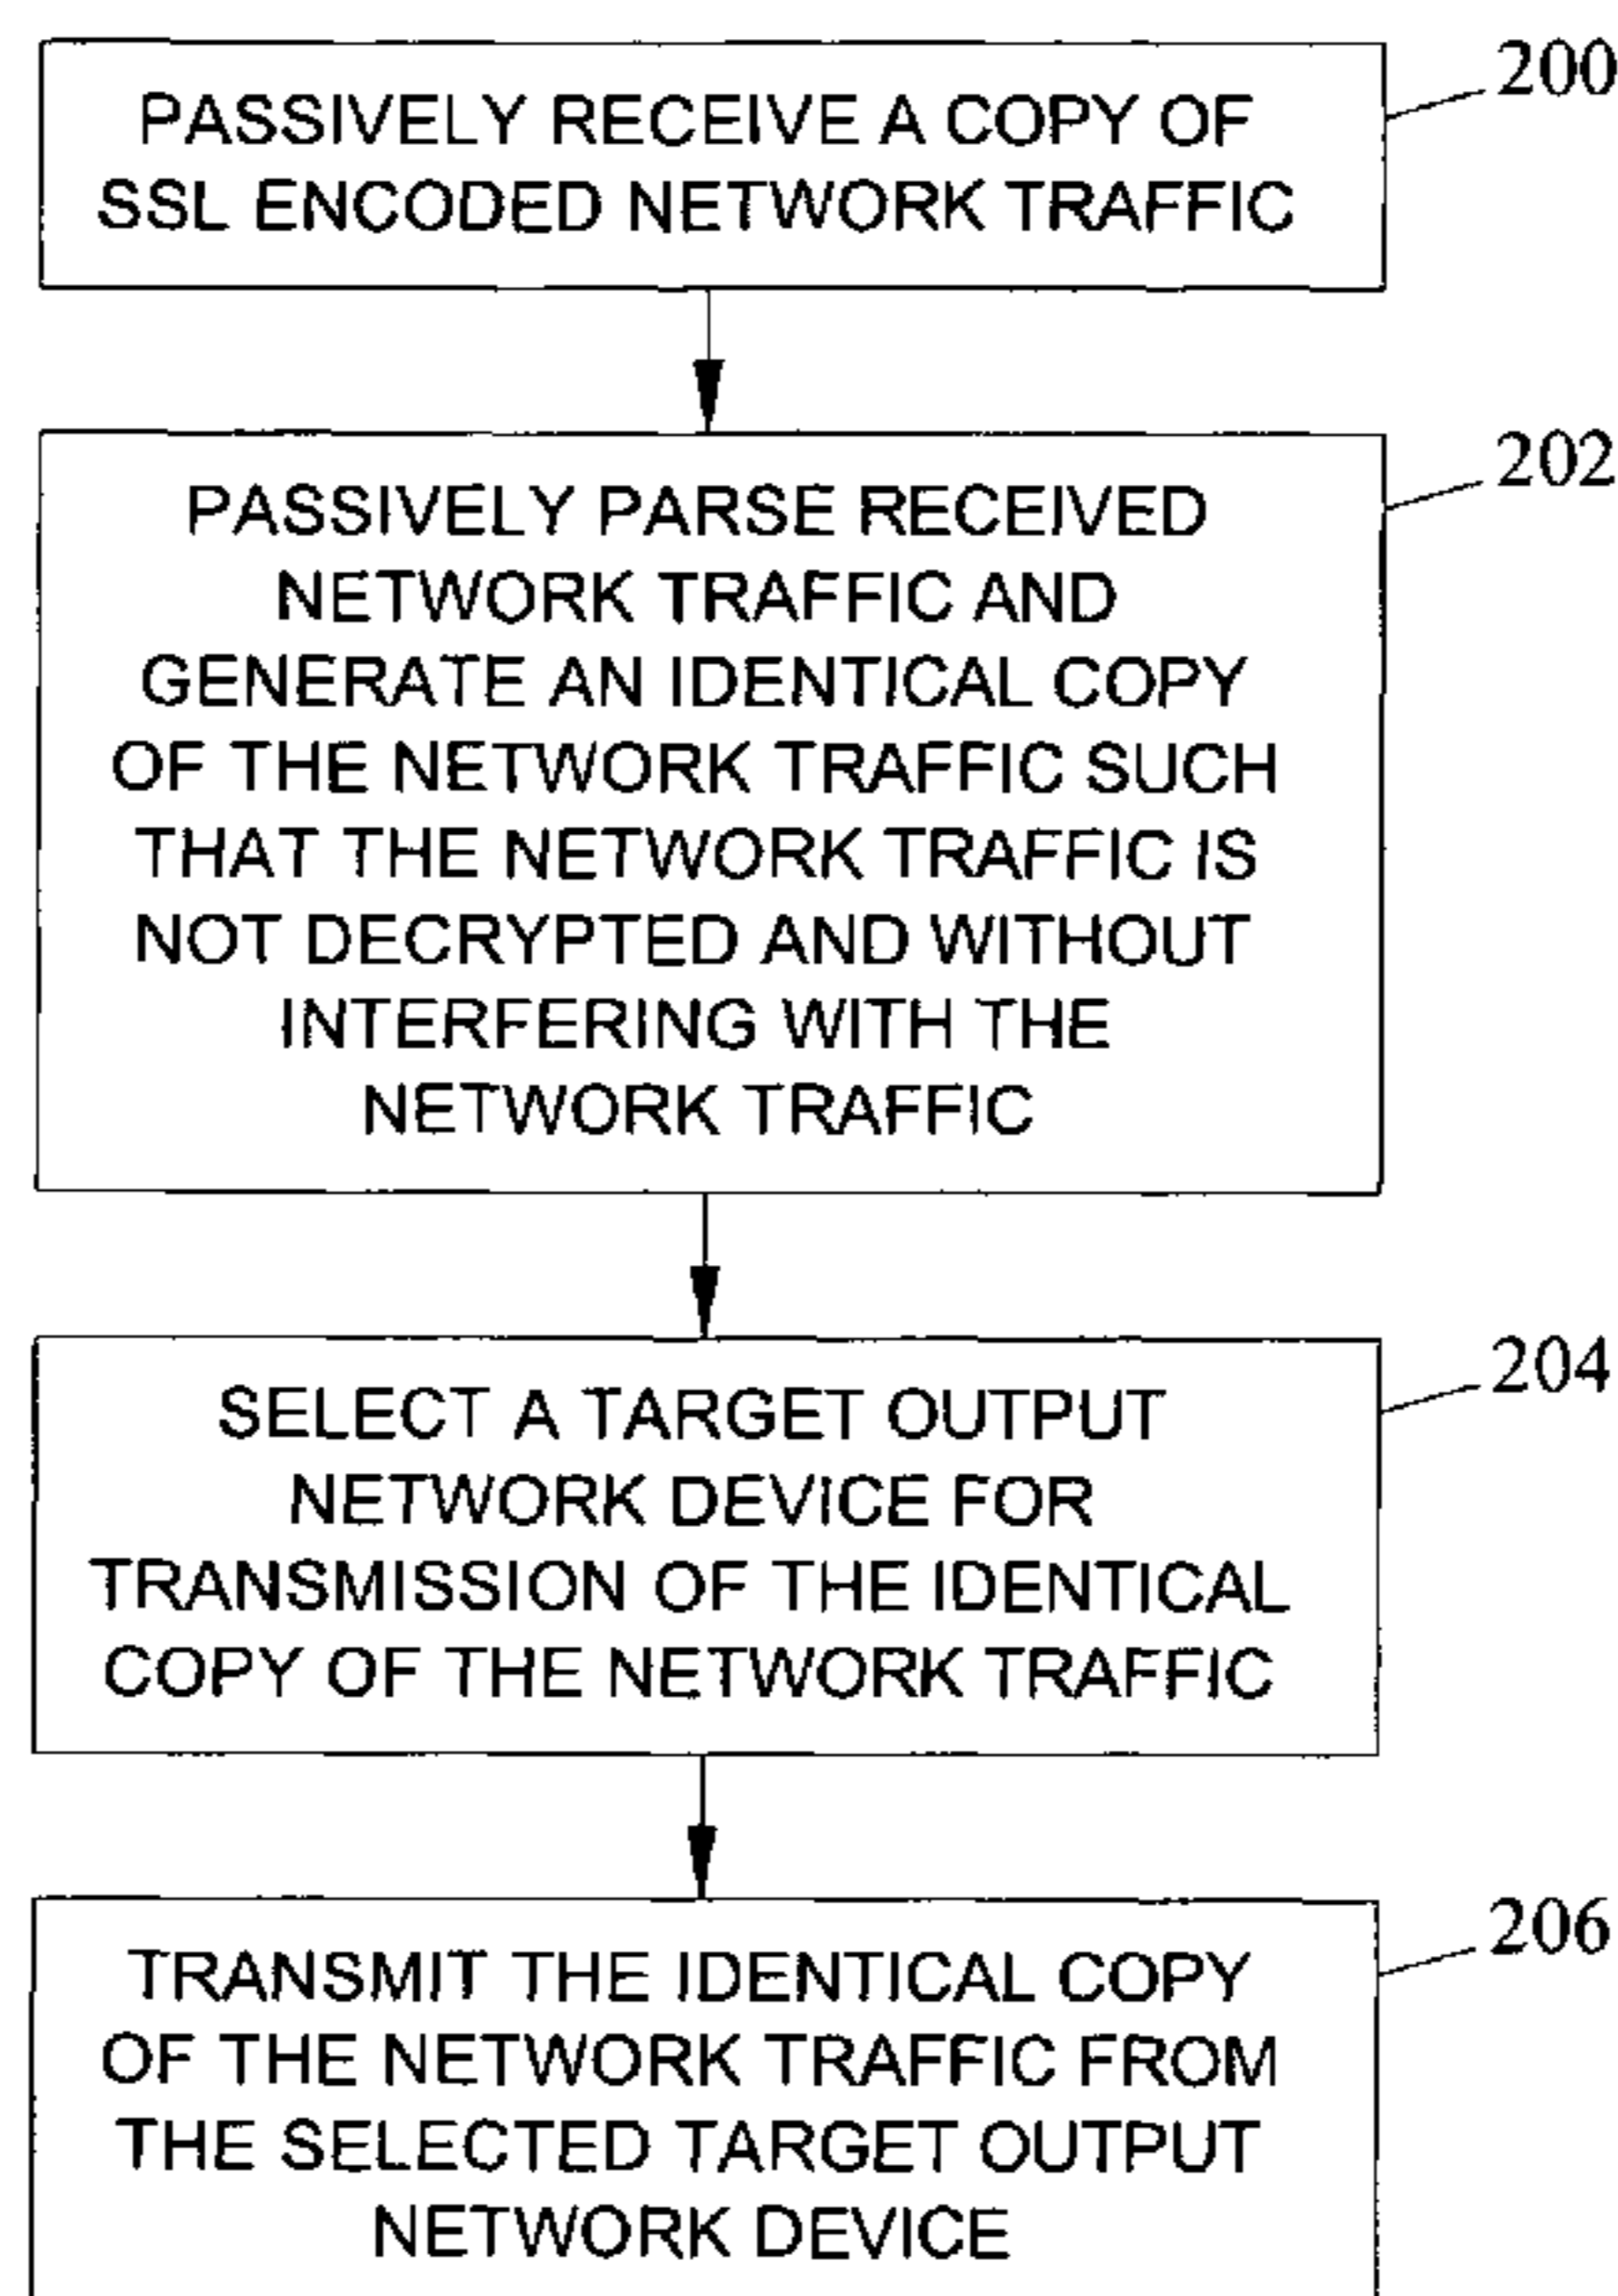 PASSIVELY RECEIVE A COPY OF
SSL ENCODED NETWORK TRAFFIC
200
PASSIVELY PARSE RECEIVED
NETWORK TRAFFIC AND
GENERATE AN IDENTICAL COPY
OF THE NETWORK TRAFFIC SUCH
THAT THE NETWORK TRAFFIC IS
NOT DECRYPTED AND WITHOUT
INTERFERING WITH THE
NETWORK TRAFFIC
202
SELECT A TARGET OUTPUT
NETWORK DEVICE FOR
TRANSMISSION OF THE IDENTICAL
COPY OF THE NETWORK TRAFFIC
204
TRANSMIT THE IDENTICAL COPY
OF THE NETWORK TRAFFIC FROM
THE SELECTED TARGET OUTPUT
NETWORK DEVICE
206